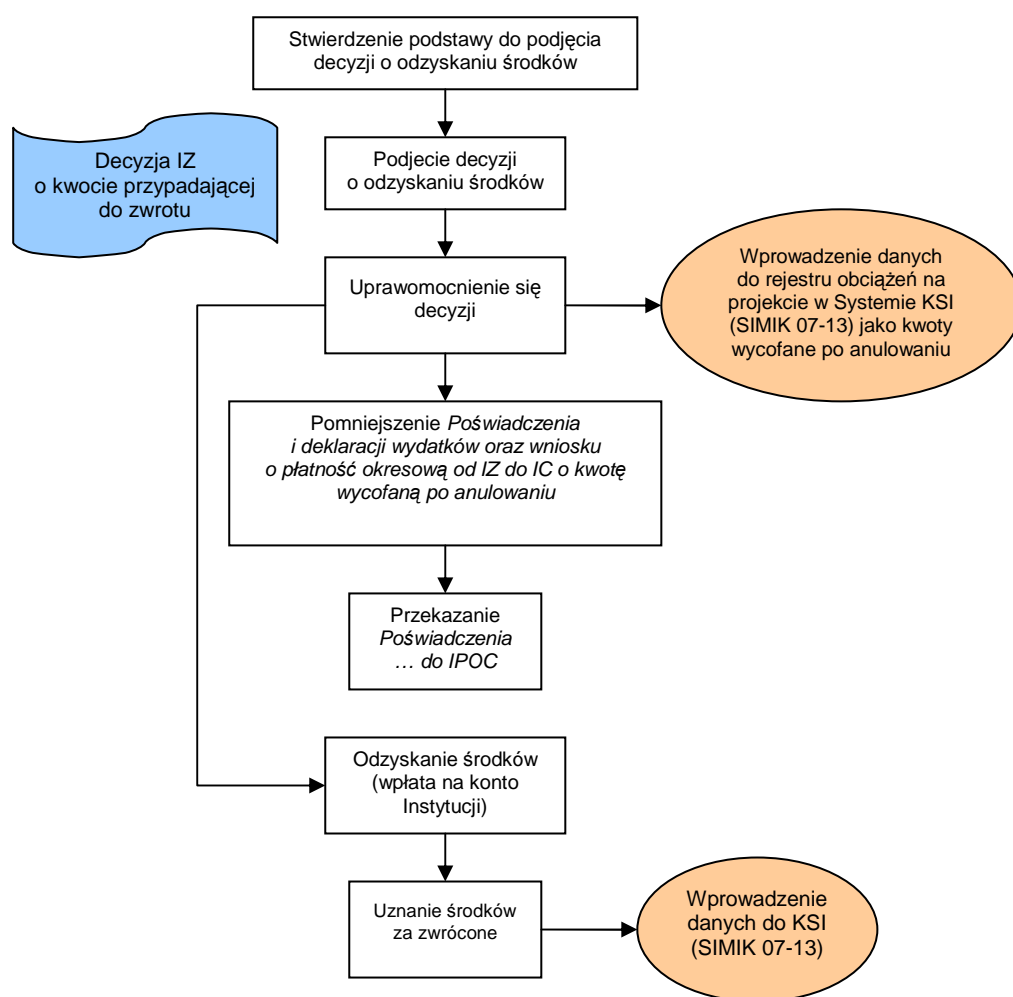 Stwierdzenie podstawy do podjęcia
decyzji o odzyskaniu środków
Decyzja IZ
o kwocie przypadającej
do zwrotu
Podjecie decyzji
o odzyskaniu środków
Uprawomocnienie się
decyzji
Wprowadzenie danych
do rejestru obciążeń na
projekcie w Systemie KSI
(SIMIK 07-13) jako kwoty
wycofane po anulowaniu
Pomniejszenie Poświadczenia
i deklaracji wydatków oraz wniosku
o płatność okresową od IZ do IC o kwotę
wycofaną po anulowaniu
Przekazanie
Poświadczenia
… do IPOC
Odzyskanie środków
(wpłata na konto
Instytucji)
Uznanie środków
za zwrócone
Wprowadzenie
danych do KSI
(SIMIK 07-13)